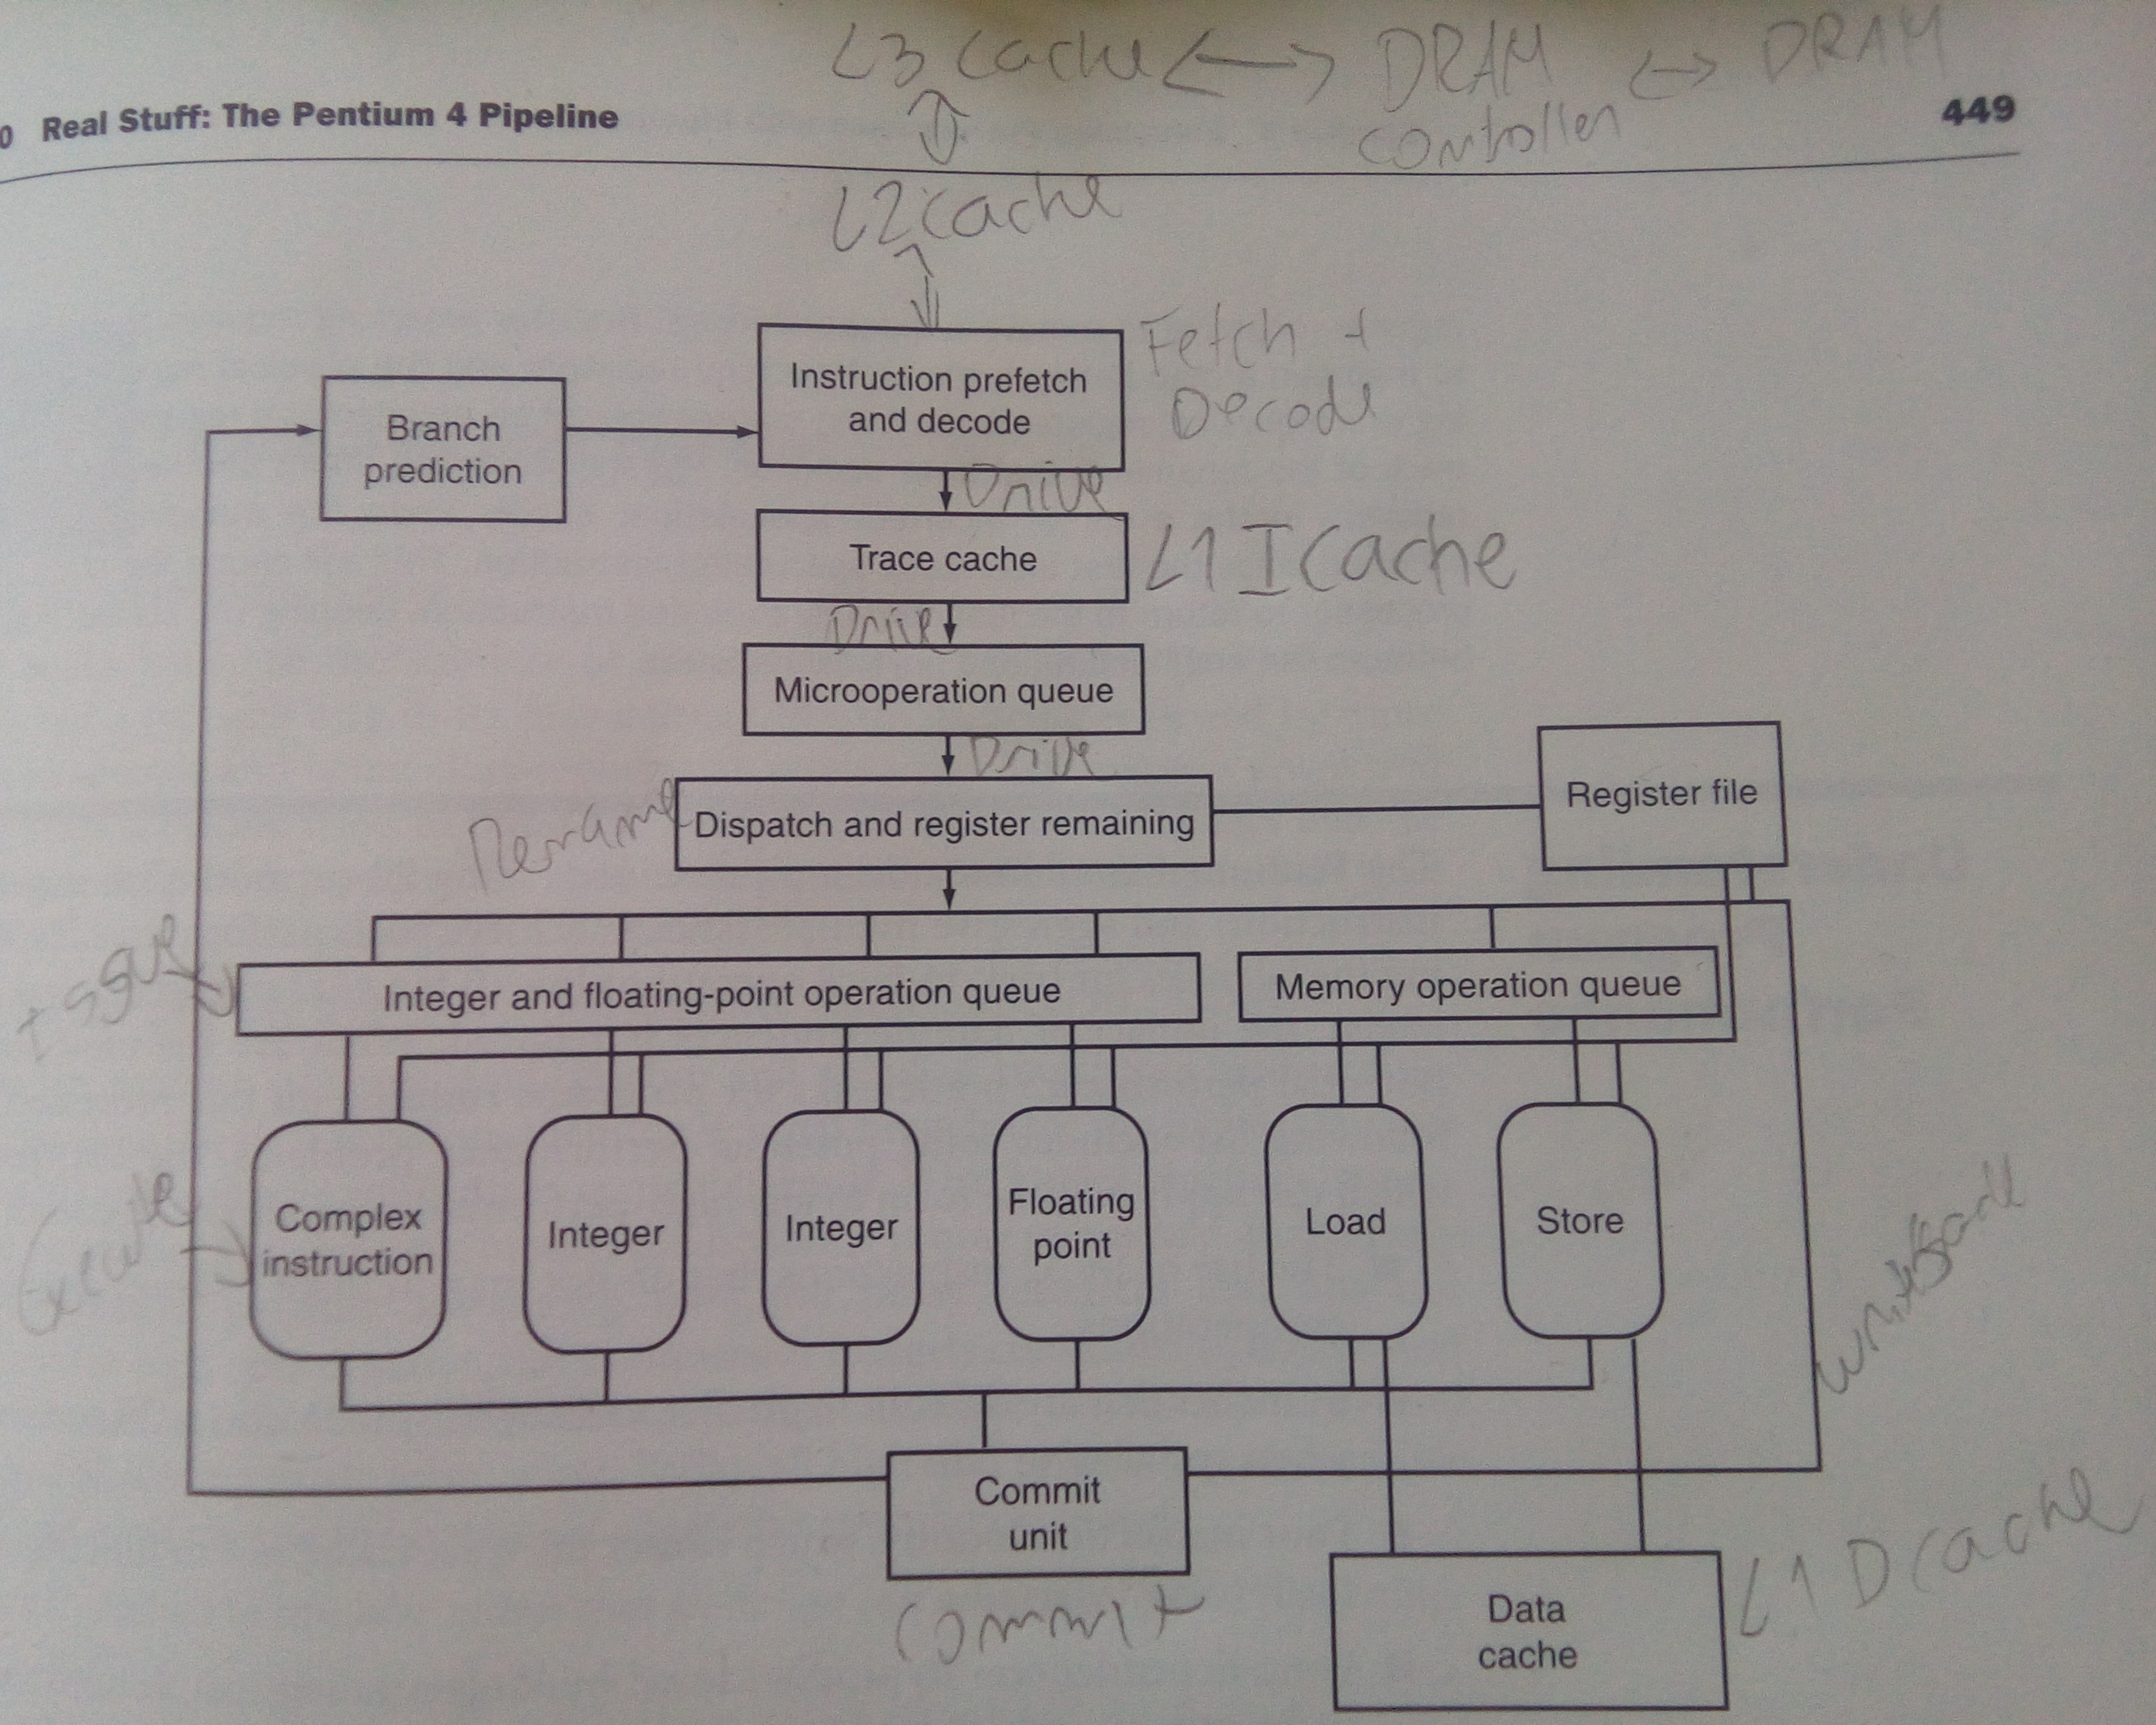 L3 Cache <-> DRAM <-> DRAM
Controller
0 Real Stuff: The Pentium 4 Pipeline
449
L2 Cache
Instruction prefetch
and decode
Fetch +
Decode
Branch
prediction
Drive
Trace cache
L1 I Cache
Drive
Microoperation queue
Drive
Register file
Rename
Dispatch and register remaining
Issue
Integer and floating-point operation queue
Memory operation queue
Execute
Complex
instruction
Integer
Integer
Floating
point
Load
Store
Writeback
Commit
unit
Commit
Data
cache
L1 D Cache